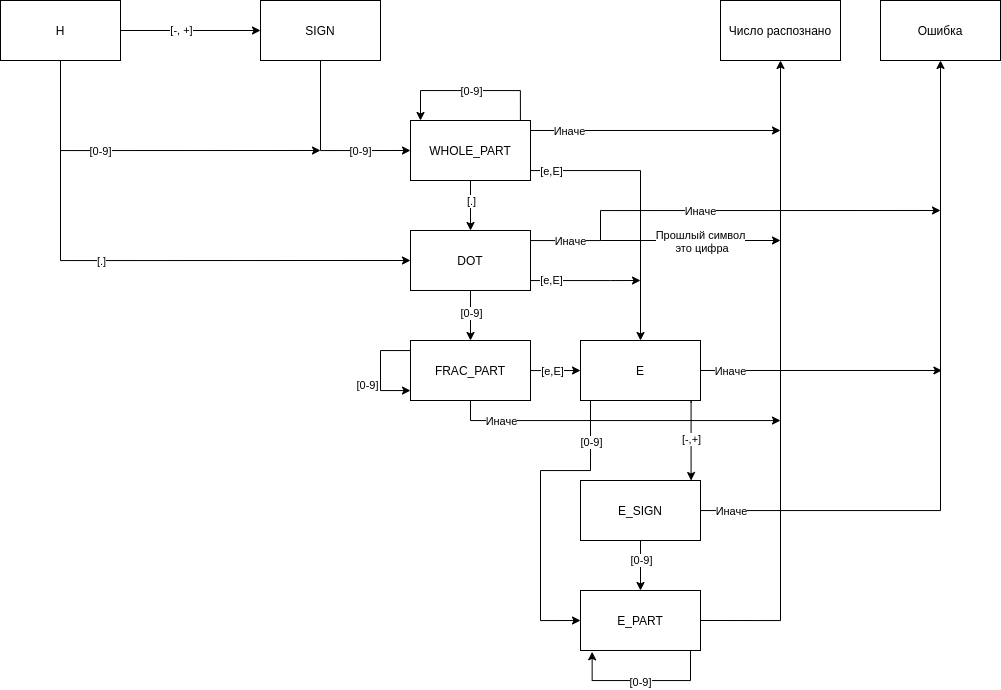 H
[-, +]
SIGN
Число распознано
Ошибка
[0-9]
Иначе
[0-9]
[0-9]
WHOLE_PART
[e,E]
[.]
Иначе
Иначе
Прошлый символ
это цифра
[.]
DOT
[e,E]
[0-9]
FRAC_PART
[e,E]
E
Иначе
[0-9]
Иначе
[0-9]
[-,+]
E_SIGN
Иначе
[0-9]
E_PART
[0-9]